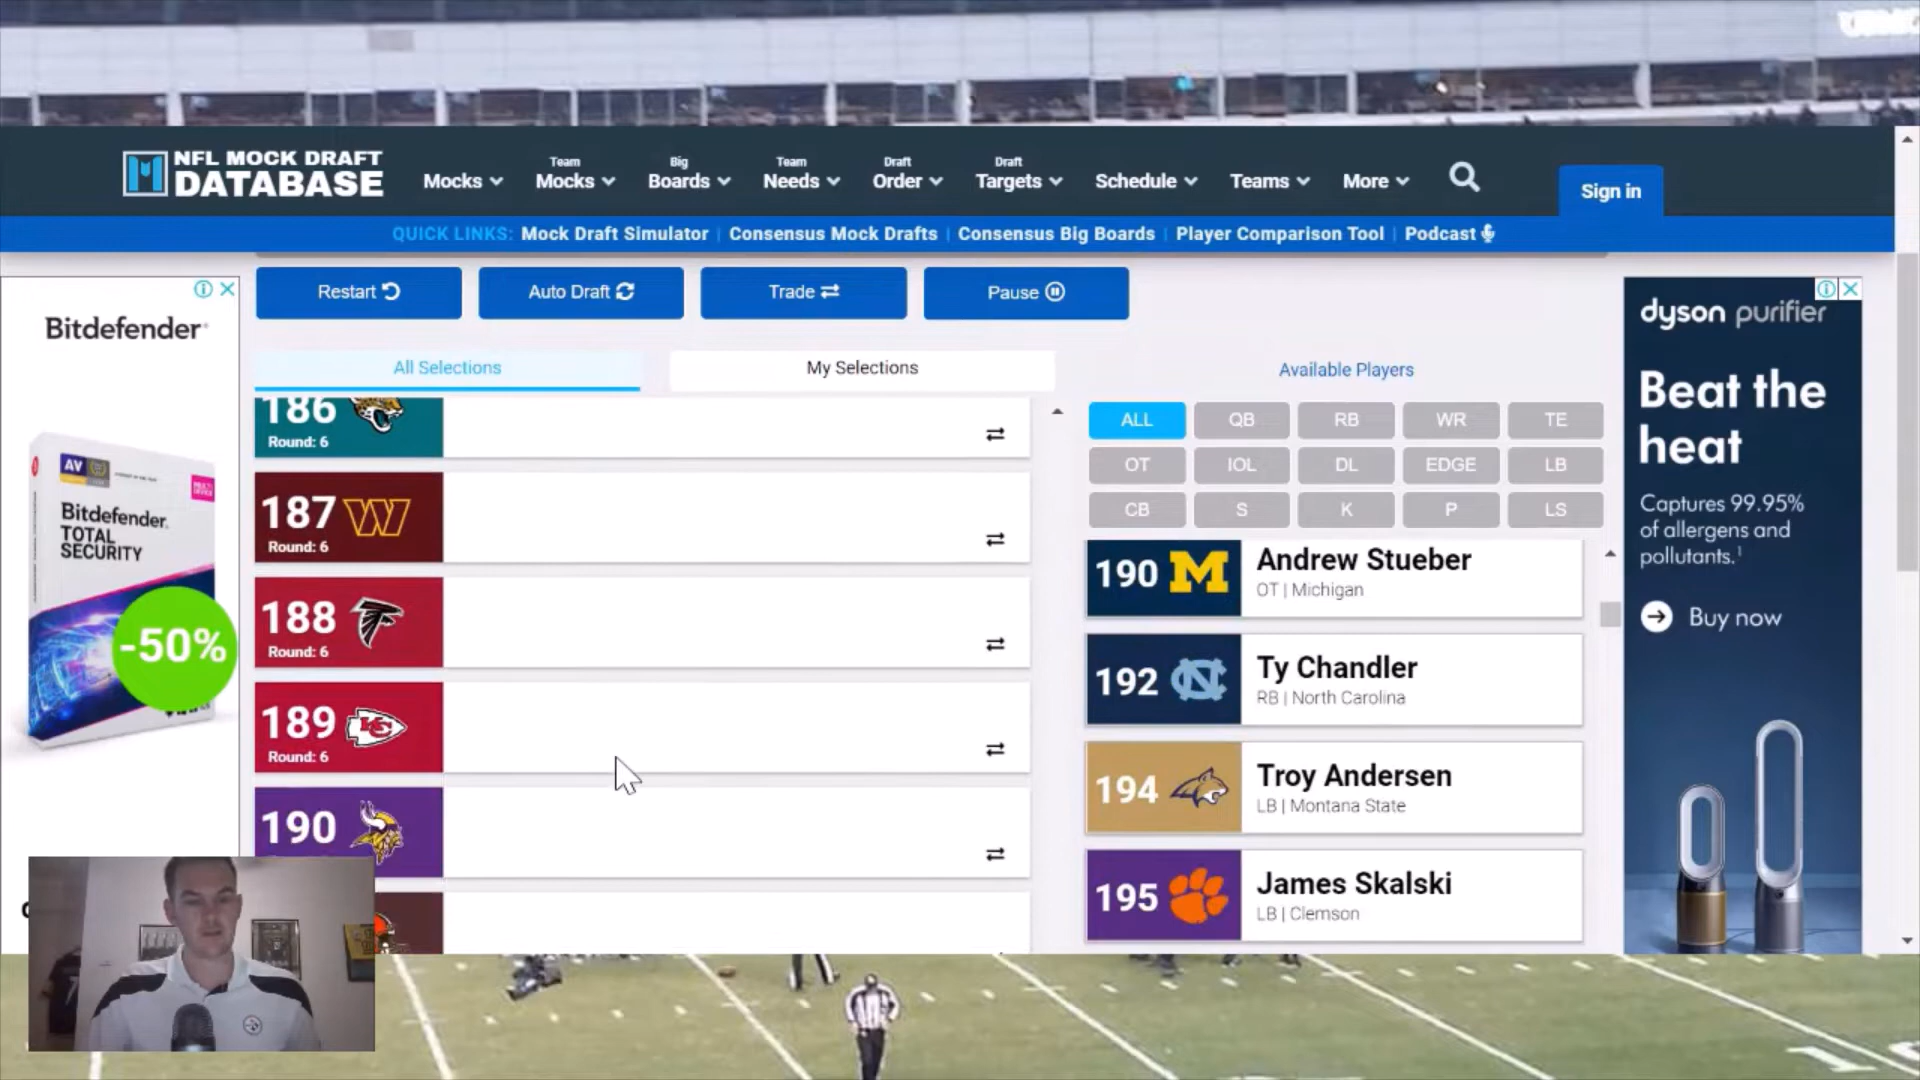 NFL MOCK DRAFT
DATABASE
Mocks
Team
Mocks
Big
Boards
Team
Needs
Draft
Order
Draft
Targets
Schedule
Teams
More
Sign in
QUICK LINKS: Mock Draft Simulator | Consensus Mock Drafts | Consensus Big Boards | Player Comparison Tool | Podcast
Restart
Auto Draft
Trade
Pause
All Selections
My Selections
186
Round: 6
187
Round: 6
188
Round: 6
189
Round: 6
190
Available Players
ALL QB RB WR TE
OT IOL DL EDGE LB
CB S K P LS
190
Andrew Stueber
OT | Michigan
192
Ty Chandler
RB | North Carolina
194
Troy Andersen
LB | Montana State
195
James Skalski
LB | Clemson
Bitdefender
AV
Bitdefender
TOTAL
SECURITY
-50%
dyson purifier
Beat the
heat
Captures 99.95%
of allergens and
pollutants.1
Buy now